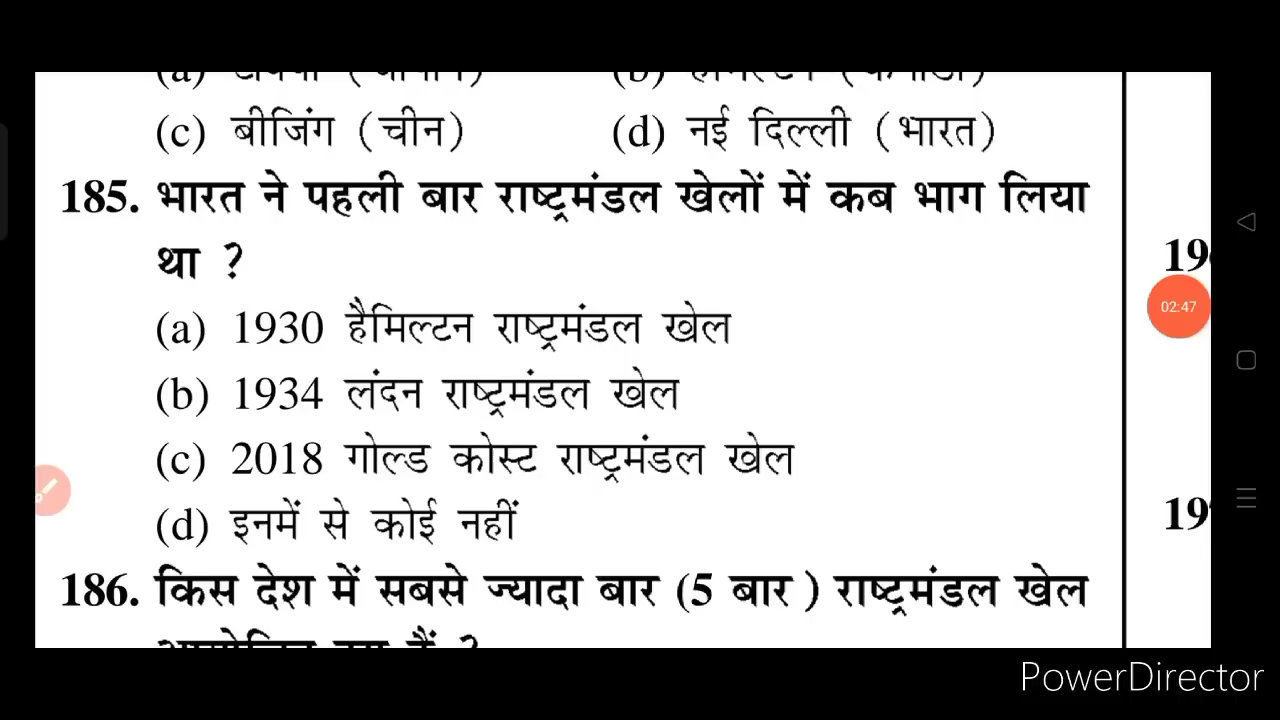 (c) बीजिंग (चीन) (d) नई दिल्ली (भारत)
185. भारत ने पहली बार राष्ट्रमंडल खेलों में कब भाग लिया
था ?
(a) 1930 हैमिल्टन राष्ट्रमंडल खेल
(b) 1934 लंदन राष्ट्रमंडल खेल
(c) 2018 गोल्ड कोस्ट राष्ट्रमंडल खेल
(d) इनमें से कोई नहीं
186. किस देश में सबसे ज्यादा बार (5 बार ) राष्ट्रमंडल खेल
02:47
PowerDirector